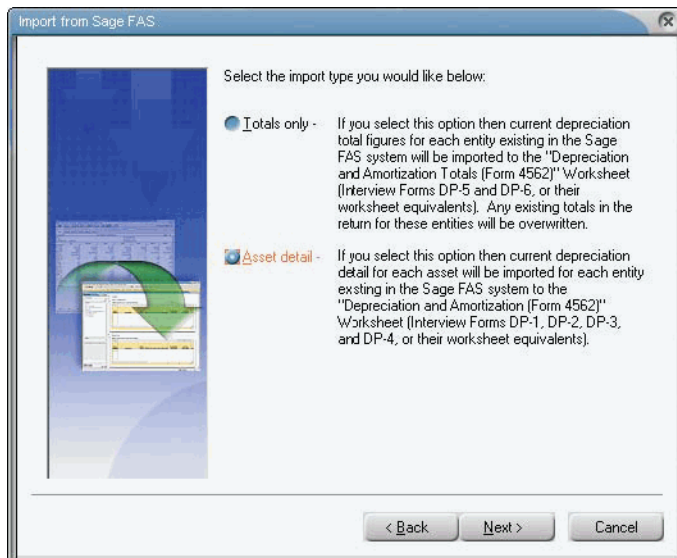 Import from Sage FAS
Select the import type you would like below:
Totals only -
If you select this option then current depreciation
total figures for each entity existing in the Sage
FAS system will be imported to the "Depreciation
and Amortization Totals (Form 4562)" Worksheet
(Interview Forms DP-5 and DP-6, or their
worksheet equivalents). Any existing totals in the
return for these entities will be overwritten.
Asset detail -
If you select this option then current depreciation
detail for each asset will be imported for each entity
existing in the Sage FAS system to the
"Depreciation and Amortization (Form 4562)"
Worksheet (Interview Forms DP-1, DP-2, DP-3,
and DP-4, or their worksheet equivalents).
< Back
Next >
Cancel